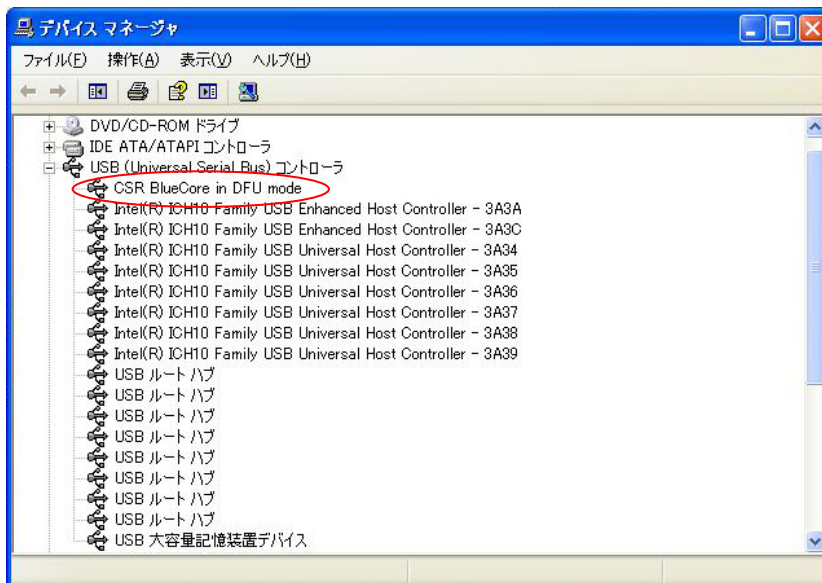 デバイス マネージャ
ファイル(F) 操作(A) 表示(V) ヘルプ(H)
DVD/CD-ROM ドライブ
IDE ATA/ATAPI コントローラ
USB (Universal Serial Bus) コントローラ
CSR BlueCore in DFU mode
Intel(R) ICH10 Family USB Enhanced Host Controller - 3A3A
Intel(R) ICH10 Family USB Enhanced Host Controller - 3A3C
Intel(R) ICH10 Family USB Universal Host Controller - 3A34
Intel(R) ICH10 Family USB Universal Host Controller - 3A35
Intel(R) ICH10 Family USB Universal Host Controller - 3A36
Intel(R) ICH10 Family USB Universal Host Controller - 3A37
Intel(R) ICH10 Family USB Universal Host Controller - 3A38
Intel(R) ICH10 Family USB Universal Host Controller - 3A39
USB ルート ハブ
USB ルート ハブ
USB ルート ハブ
USB ルート ハブ
USB ルート ハブ
USB ルート ハブ
USB ルート ハブ
USB ルート ハブ
USB 大容量記憶装置デバイス